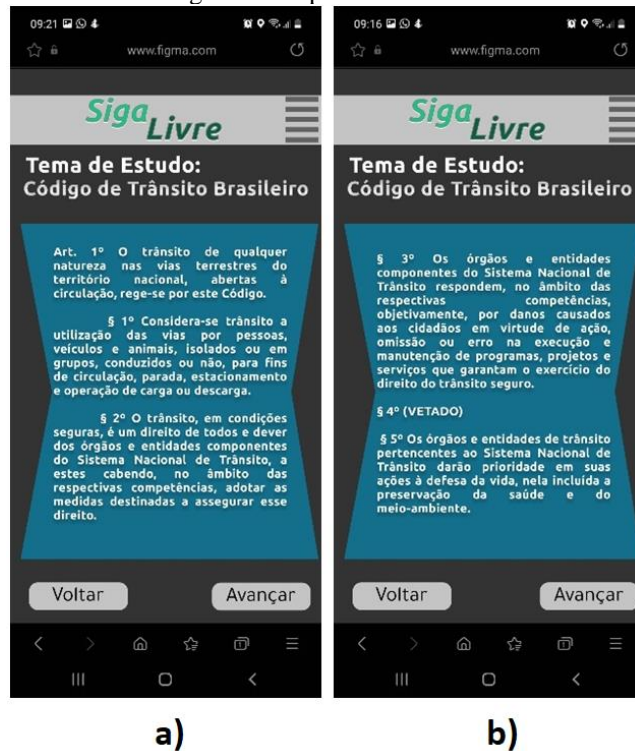 09:21
www.figma.com
Siga
Livre
Tema de Estudo:
Código de Trânsito Brasileiro
Art. 1º O trânsito de qualquer
natureza nas vias terrestres do
território nacional, abertas à
circulação, rege-se por este Código.
§ 1º Considera-se trânsito a
utilização das vias por pessoas,
veículos e animais, isolados ou em
grupos, conduzidos ou não, para fins
de circulação, parada, estacionamento
e operação de carga ou descarga.
§ 2º O trânsito, em condições
seguras, é um direito de todos e dever
dos órgãos e entidades componentes
do Sistema Nacional de Trânsito, a
estes cabendo, no âmbito das
respectivas competências, adotar as
medidas destinadas a assegurar esse
direito.
Voltar
Avançar
1
a)
09:16
www.figma.com
Siga
Livre
Tema de Estudo:
Código de Trânsito Brasileiro
§ 3º Os órgãos e entidades
componentes do Sistema Nacional de
Trânsito respondem, no âmbito das
respectivas competências,
objetivamente, por danos causados
aos cidadãos em virtude de ação,
omissão ou erro na execução e
manutenção de programas, projetos e
serviços que garantam o exercício do
direito do trânsito seguro.
§ 4º (VETADO)
§ 5º Os órgãos e entidades de trânsito
pertencentes ao Sistema Nacional de
Trânsito darão prioridade em suas
ações à defesa da vida, nela incluída a
preservação da saúde e do
meio-ambiente.
Voltar
Avançar
1
b)